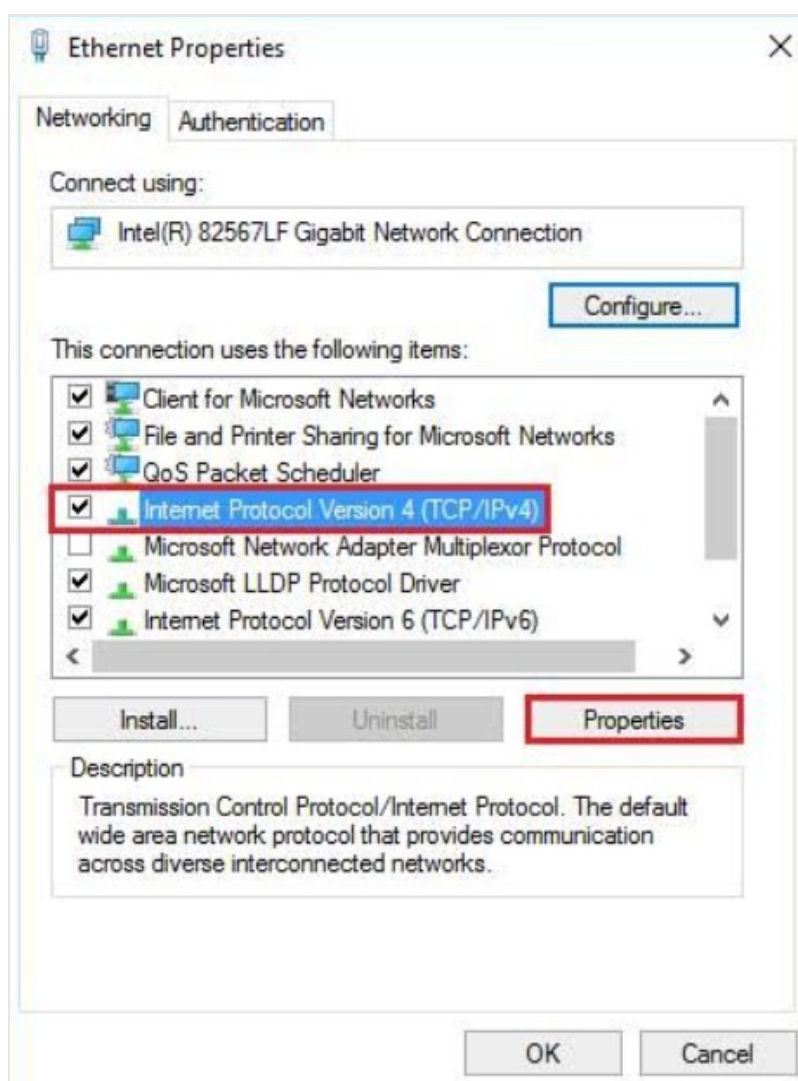 Ethernet Properties
Networking
Authentication
Connect using:
Intel(R) 82567LF Gigabit Network Connection
Configure...
This connection uses the following items:
Client for Microsoft Networks
File and Printer Sharing for Microsoft Networks
QoS Packet Scheduler
Internet Protocol Version 4 (TCP/IPv4)
Microsoft Network Adapter Multiplexor Protocol
Microsoft LLDP Protocol Driver
Internet Protocol Version 6 (TCP/IPv6)
Install...
Uninstall
Properties
Description
Transmission Control Protocol/Internet Protocol. The default
wide area network protocol that provides communication
across diverse interconnected networks.
OK
Cancel